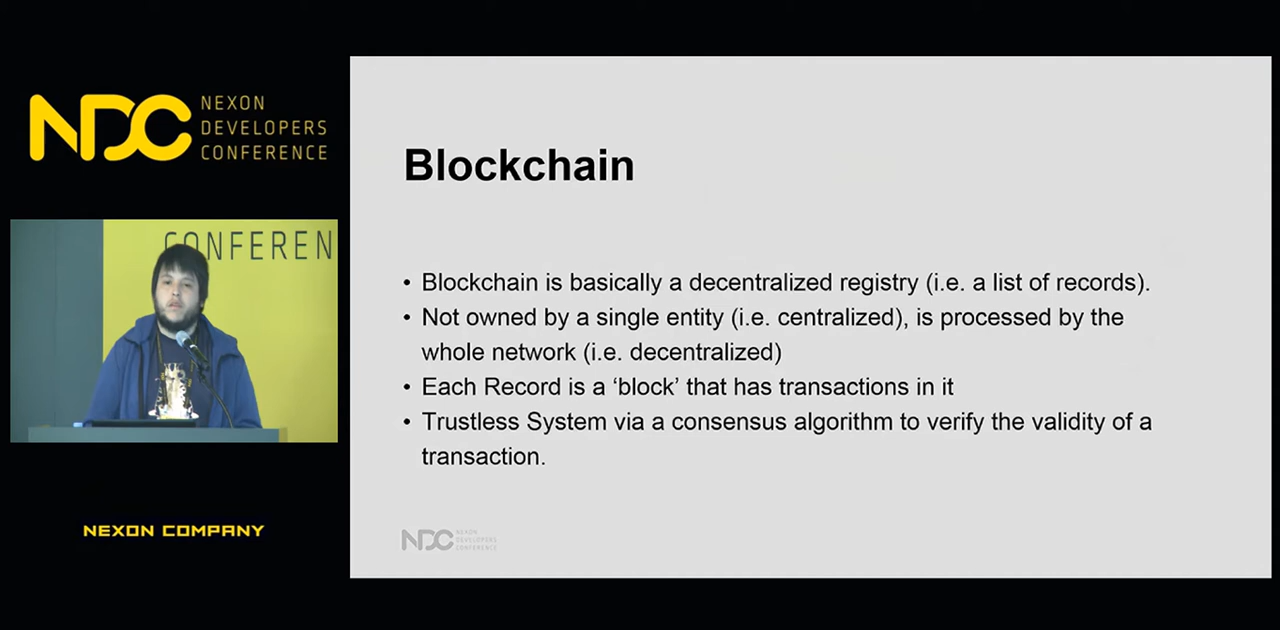 NDC
NEXON
DEVELOPERS
CONFERENCE
CONFEREN
NEXON COMPANY
Blockchain
• Blockchain is basically a decentralized registry (i.e. a list of records).
• Not owned by a single entity (i.e. centralized), is processed by the
whole network (i.e. decentralized)
• Each Record is a ‘block’ that has transactions in it
• Trustless System via a consensus algorithm to verify the validity of a
transaction.
NDC
NEXON
DEVELOPERS
CONFERENCE